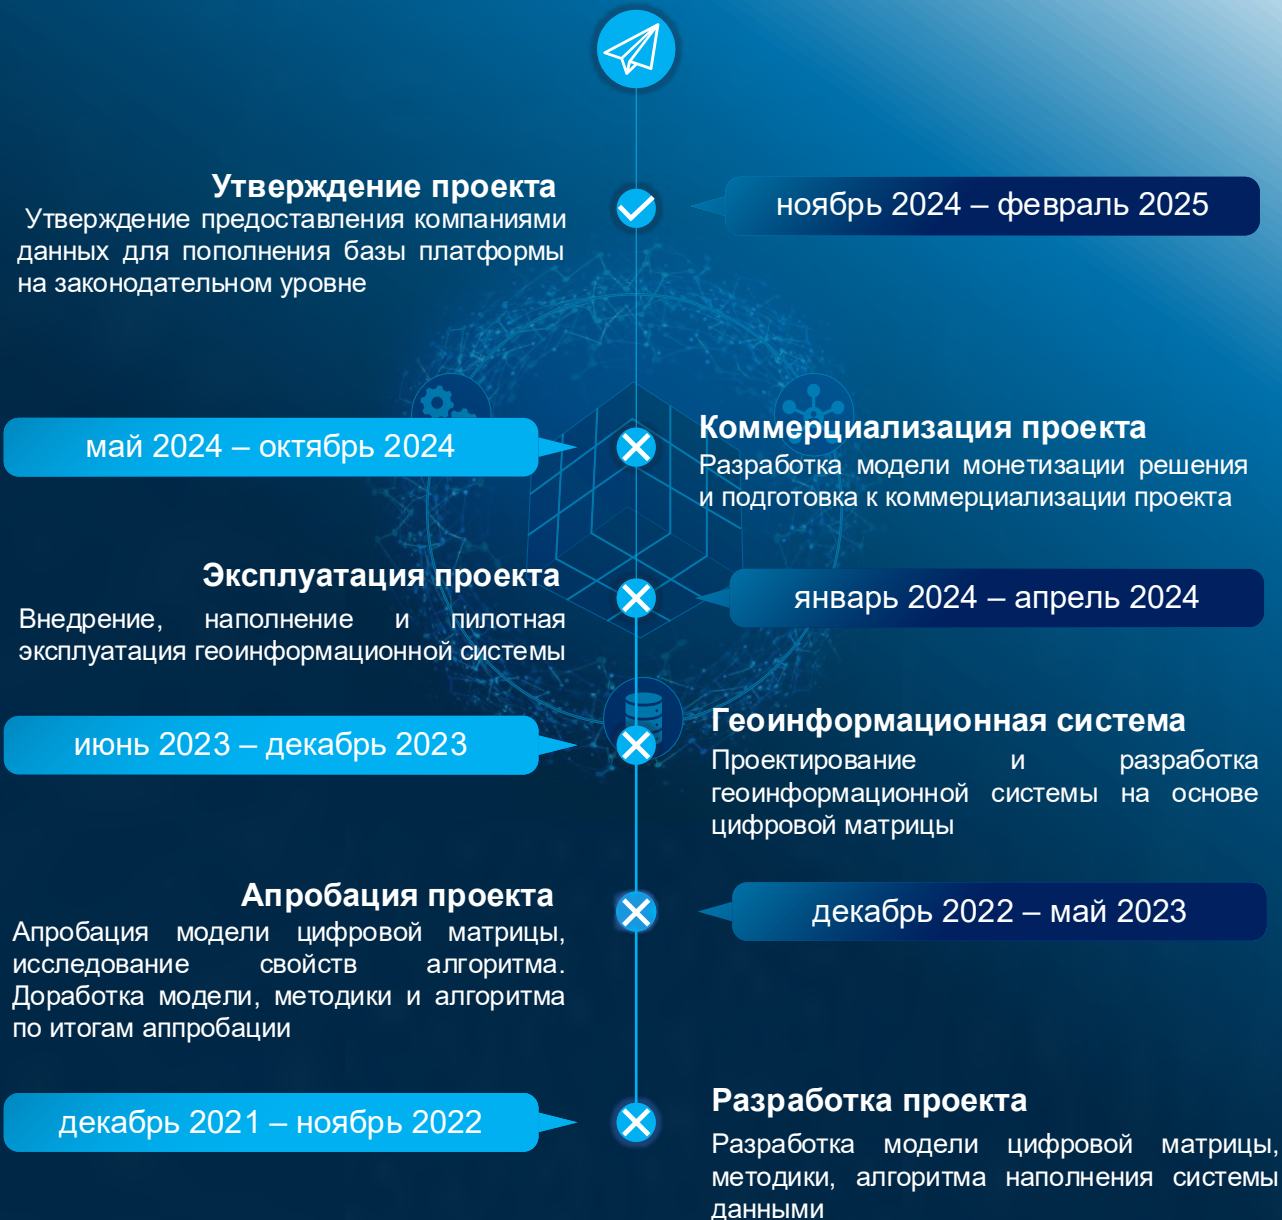 Утверждение проекта
Утверждение предоставления компаниями
данных для пополнения базы платформы
на законодательном уровне
ноябрь 2024 – февраль 2025
май 2024 – октябрь 2024
Коммерциализация проекта
Разработка модели монетизации решения
и подготовка к коммерциализации проекта
Эксплуатация проекта
Внедрение, наполнение и пилотная
эксплуатация геоинформационной системы
январь 2024 – апрель 2024
июнь 2023 – декабрь 2023
Геоинформационная система
Проектирование и разработка
геоинформационной системы на основе
цифровой матрицы
Апробация проекта
Апробация модели цифровой матрицы,
исследование свойств алгоритма.
Доработка модели, методики и алгоритма
по итогам аппробации
декабрь 2022 – май 2023
декабрь 2021 – ноябрь 2022
Разработка проекта
Разработка модели цифровой матрицы,
методики, алгоритма наполнения системы
данными